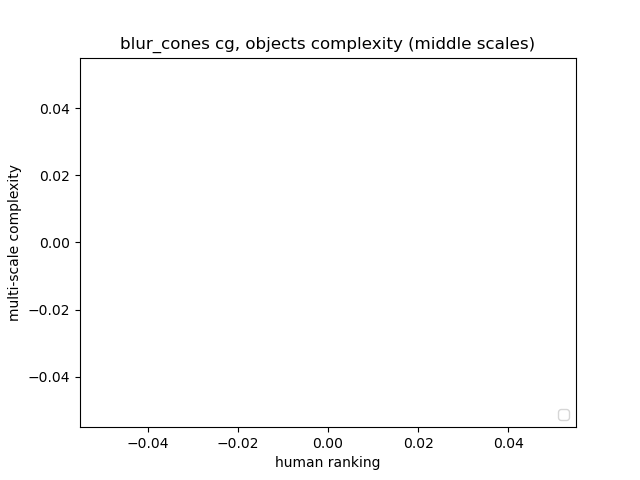 blur_cones cg, objects complexity (middle scales)
multi-scale complexity
0.04
0.02
0.00
−0.02
−0.04
−0.04 −0.02 0.00 0.02 0.04
human ranking